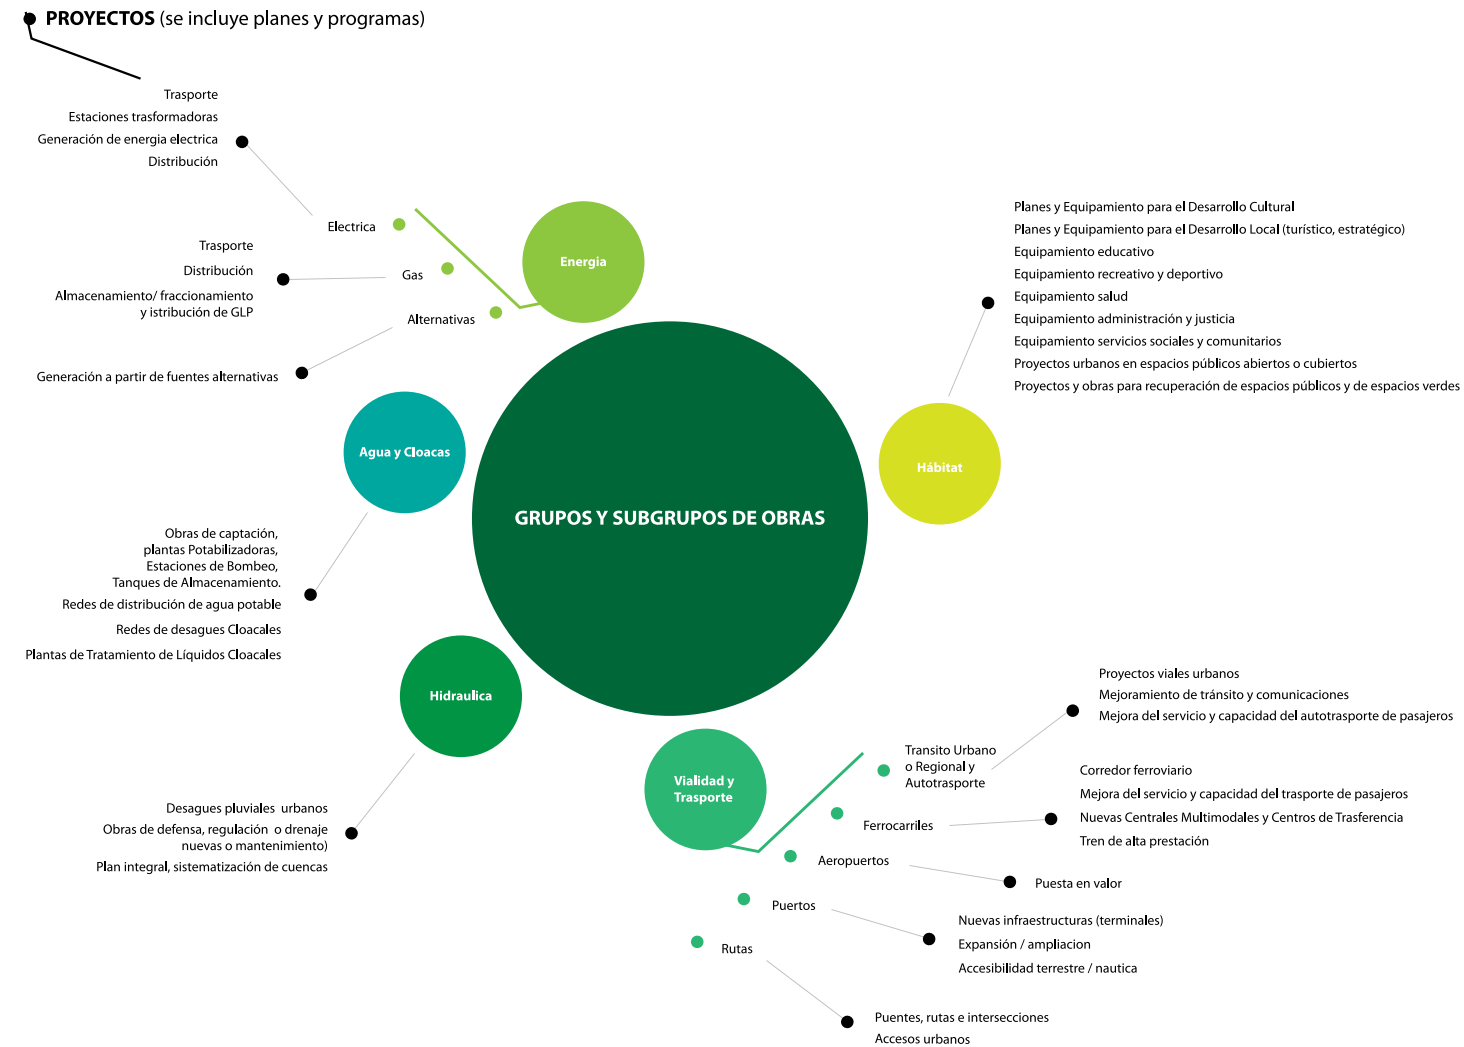 PROYECTOS (se incluye planes y programas)
Trasporte
Estaciones trasformadoras
Generación de energia electrica
Distribución
Electrica
Trasporte
Distribución
Almacenamiento/ fraccionamiento
y istribución de GLP
Gas
Alternativas
Generación a partir de fuentes alternativas
Energia
Agua y Cloacas
Obras de captación,
plantas Potabilizadoras,
Estaciones de Bombeo,
Tanques de Almacenamiento.
Redes de distribución de agua potable
Redes de desagues Cloacales
Plantas de Tratamiento de Líquidos Cloacales
Hidraulica
Desagues pluviales urbanos
Obras de defensa, regulación o drenaje
nuevas o mantenimiento)
Plan integral, sistematización de cuencas
GRUPOS Y SUBGRUPOS DE OBRAS
Planes y Equipamiento para el Desarrollo Cultural
Planes y Equipamiento para el Desarrollo Local (turístico, estratégico)
Equipamiento educativo
Equipamiento recreativo y deportivo
Equipamiento salud
Equipamiento administración y justicia
Equipamiento servicios sociales y comunitarios
Proyectos urbanos en espacios públicos abiertos o cubiertos
Proyectos y obras para recuperación de espacios públicos y de espacios verdes
Hábitat
Vialidad y
Trasporte
Transito Urbano
o Regional y
Autotrasporte
Proyectos viales urbanos
Mejoramiento de tránsito y comunicaciones
Mejora del servicio y capacidad del autotrasporte de pasajeros
Ferrocarriles
Corredor ferroviario
Mejora del servicio y capacidad del trasporte de pasajeros
Nuevas Centrales Multimodales y Centros de Trasferencia
Tren de alta prestación
Aeropuertos
Puesta en valor
Puertos
Nuevas infraestructuras (terminales)
Expansión / ampliacion
Accesibilidad terrestre / nautica
Rutas
Puentes, rutas e intersecciones
Accesos urbanos